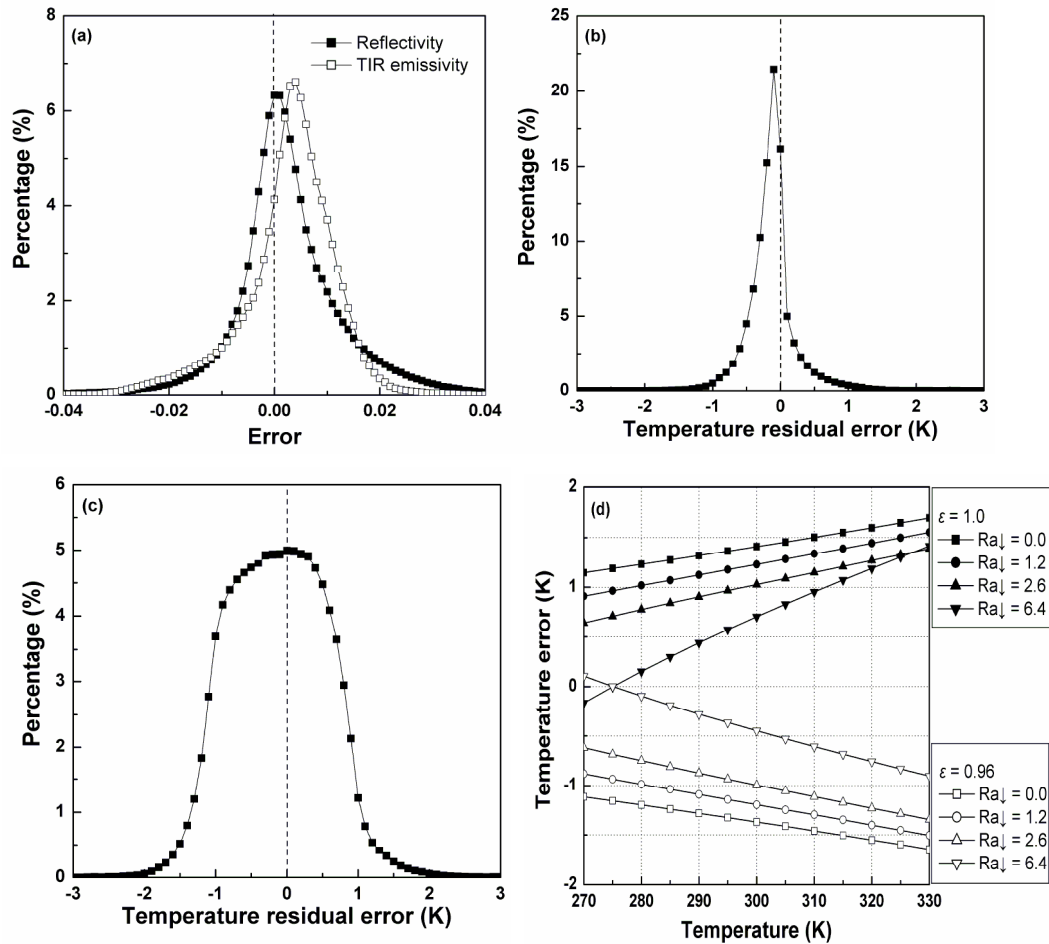 (a)
Reflectivity
TIR emissivity
Percentage (%)
8
6
4
2
0
-0.04
-0.02
0.00
0.02
0.04
Error
(b)
Percentage (%)
25
20
15
10
5
0
-3
-2
-1
0
1
2
3
Temperature residual error (K)
(c)
Percentage (%)
6
5
4
3
2
1
0
-3
-2
-1
0
1
2
3
Temperature residual error (K)
(d)
Temperature error (K)
2
1
0
-1
-2
270
280
290
300
310
320
330
Temperature (K)
ε = 1.0
Ra↓ = 0.0
Ra↓ = 1.2
Ra↓ = 2.6
Ra↓ = 6.4
ε = 0.96
Ra↓ = 0.0
Ra↓ = 1.2
Ra↓ = 2.6
Ra↓ = 6.4